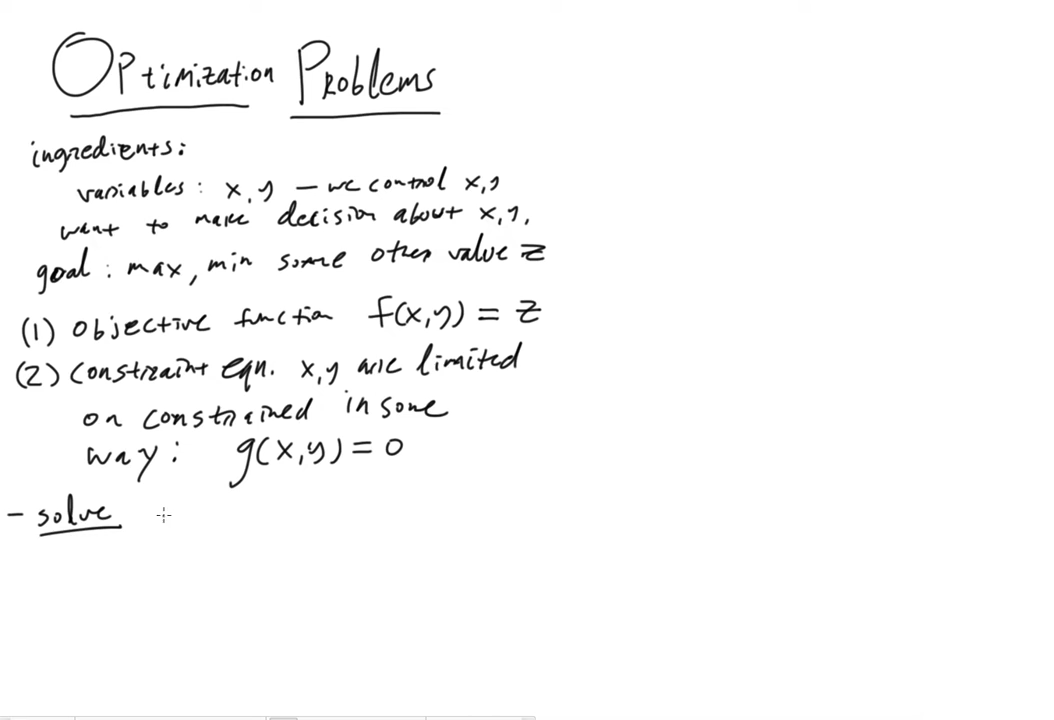 Optimization Problems
ingredients:
variables: x, y – we control x, y
want to make decision about x, y.
goal: max, min some other value z
(1) Objective function f(x,y) = z
(2) Constraint eqn. x, y are limited
or constrained in some
way: g(x,y) = 0
- solve